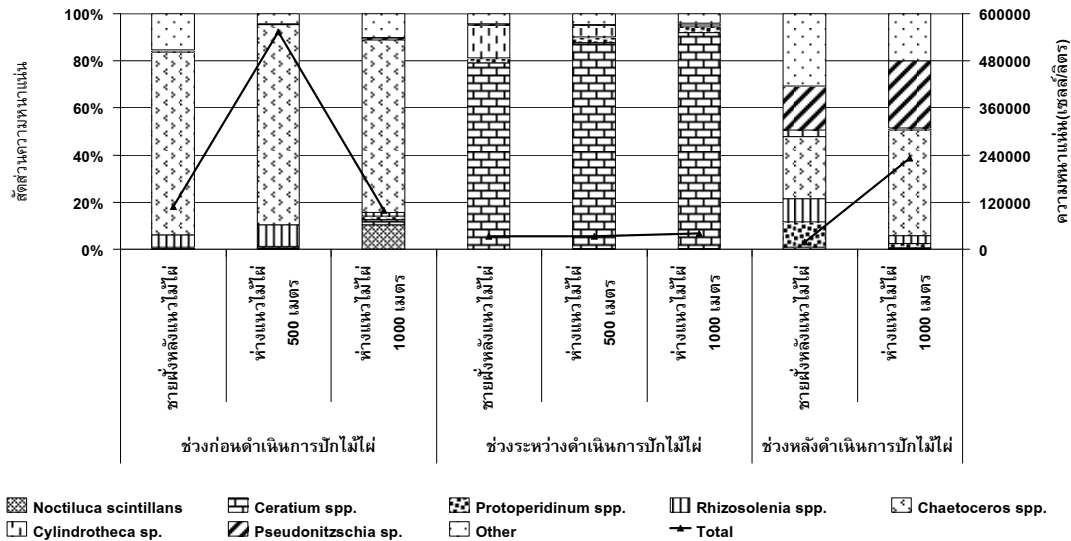 สัดส่วนความหนาแน่น
100%
80%
60%
40%
20%
0%
600000
480000
360000
240000
120000
0
ความหนาแน่น(เซลล์/ลิตร)
ชายฝั่งหลังแหวไม้ไผ่
ห่างแหวไม้ไผ่
500 เมตร
ห่างแหวไม้ไผ่
1000 เมตร
ชายฝั่งหลังแหวไม้ไผ่
ห่างแหวไม้ไผ่
500 เมตร
ห่างแหวไม้ไผ่
1000 เมตร
ชายฝั่งหลังแหวไม้ไผ่
ห่างแหวไม้ไผ่
1000 เมตร
ช่วงก่อนดำเนินการปักไม้ไผ่
ช่วงระหว่างดำเนินการปักไม้ไผ่
ช่วงหลังดำเนินการปักไม้ไผ่
Noctiluca scintillans
Ceratium spp.
Protoperidinum spp.
Rhizosolenia spp.
Chaetoceros spp.
Cylindrotheca sp.
Pseudonitzschia sp.
Other
Total